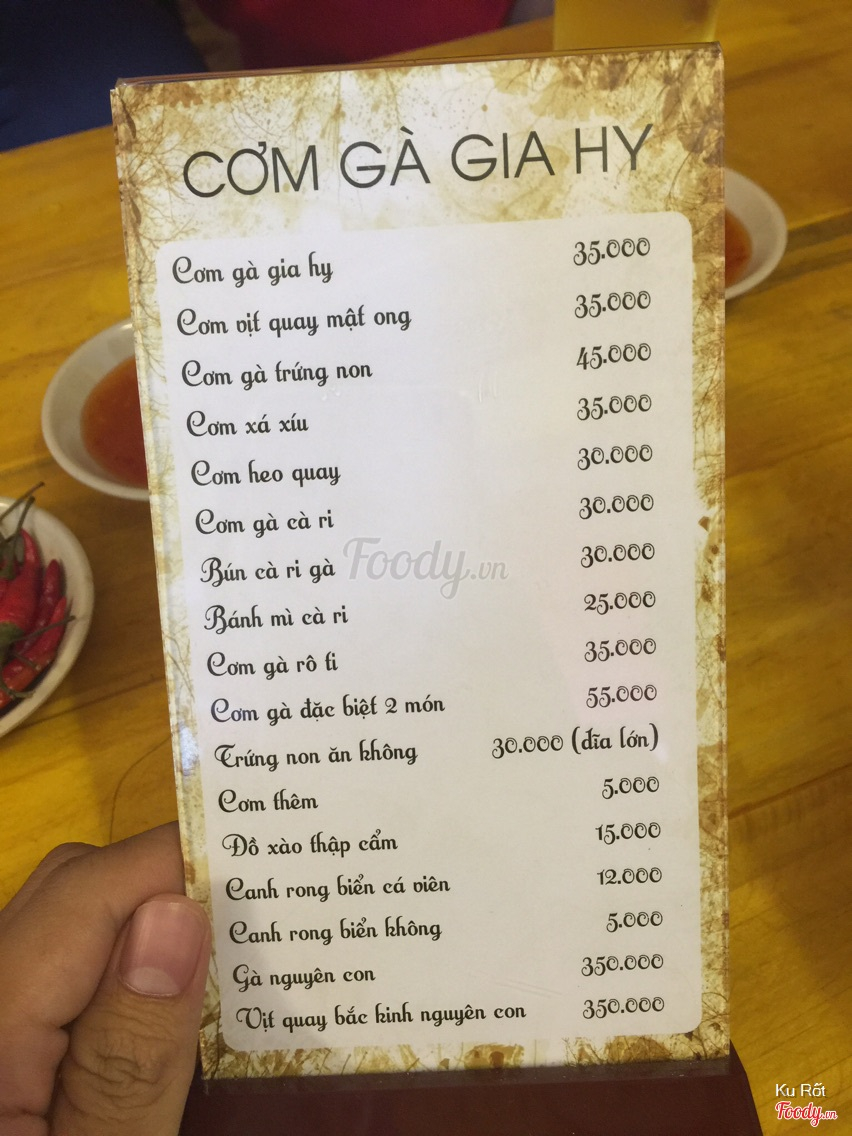 CƠM GÀ GIA HY
Cơm gà gia hy 35.000
Cơm vịt quay mật ong 35.000
Cơm gà trứng non 45.000
Cơm xá xíu 35.000
Cơm heo quay 30.000
Cơm gà cà ri 30.000
Bún cà ri gà 30.000
Bánh mì cà ri 25.000
Cơm gà rô ti 35.000
Cơm gà đặc biệt 2 món 55.000
Trứng non ăn không 30.000 (đĩa lớn)
Cơm thêm 5.000
Đồ xào thập cẩm 15.000
Canh rong biển cá viên 12.000
Canh rong biển không 5.000
Gà nguyên con 350.000
Vịt quay bắc kinh nguyên con 350.000
Foody.vn
Ku Rốt
Foody.vn